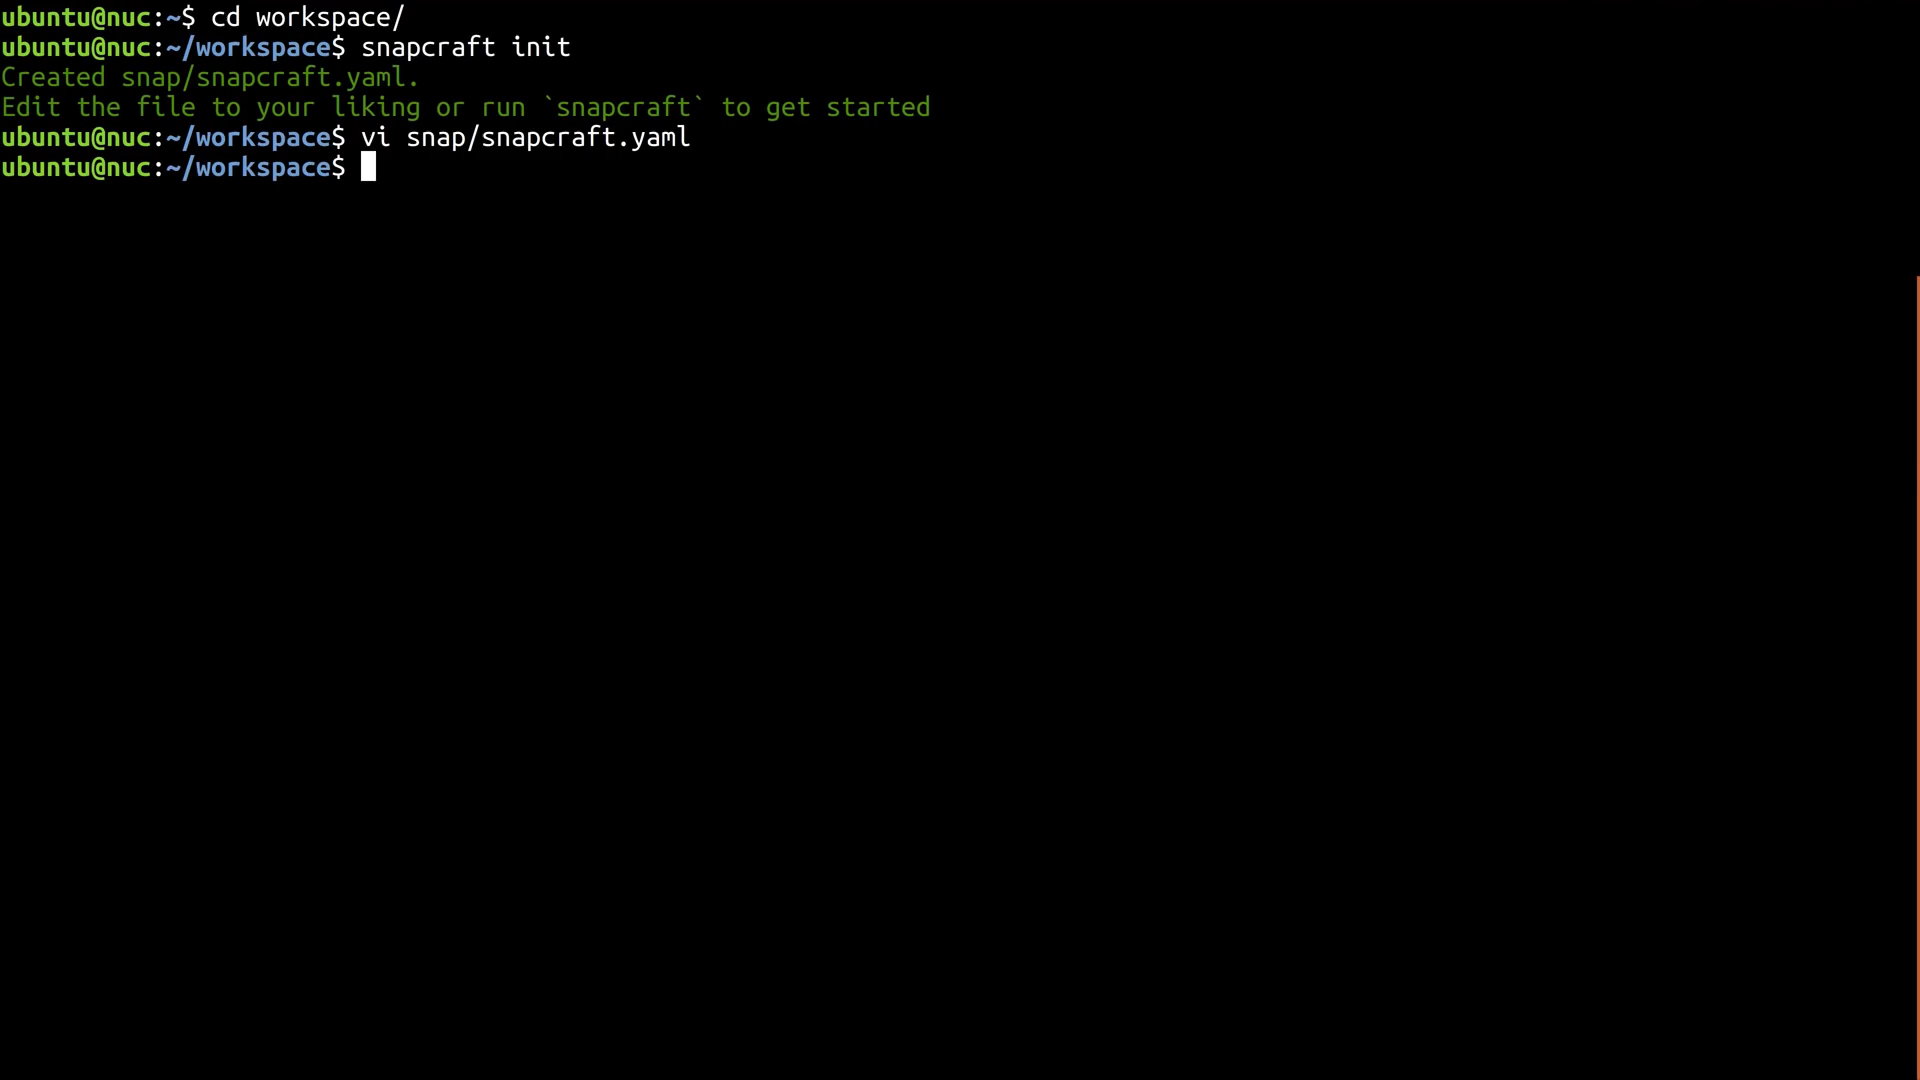 ubuntu@nuc:~$ cd workspace/
ubuntu@nuc:~/workspace$ snapcraft init
Created snap/snapcraft.yaml.
Edit the file to your liking or run `snapcraft` to get started
ubuntu@nuc:~/workspace$ vi snap/snapcraft.yaml
ubuntu@nuc:~/workspace$